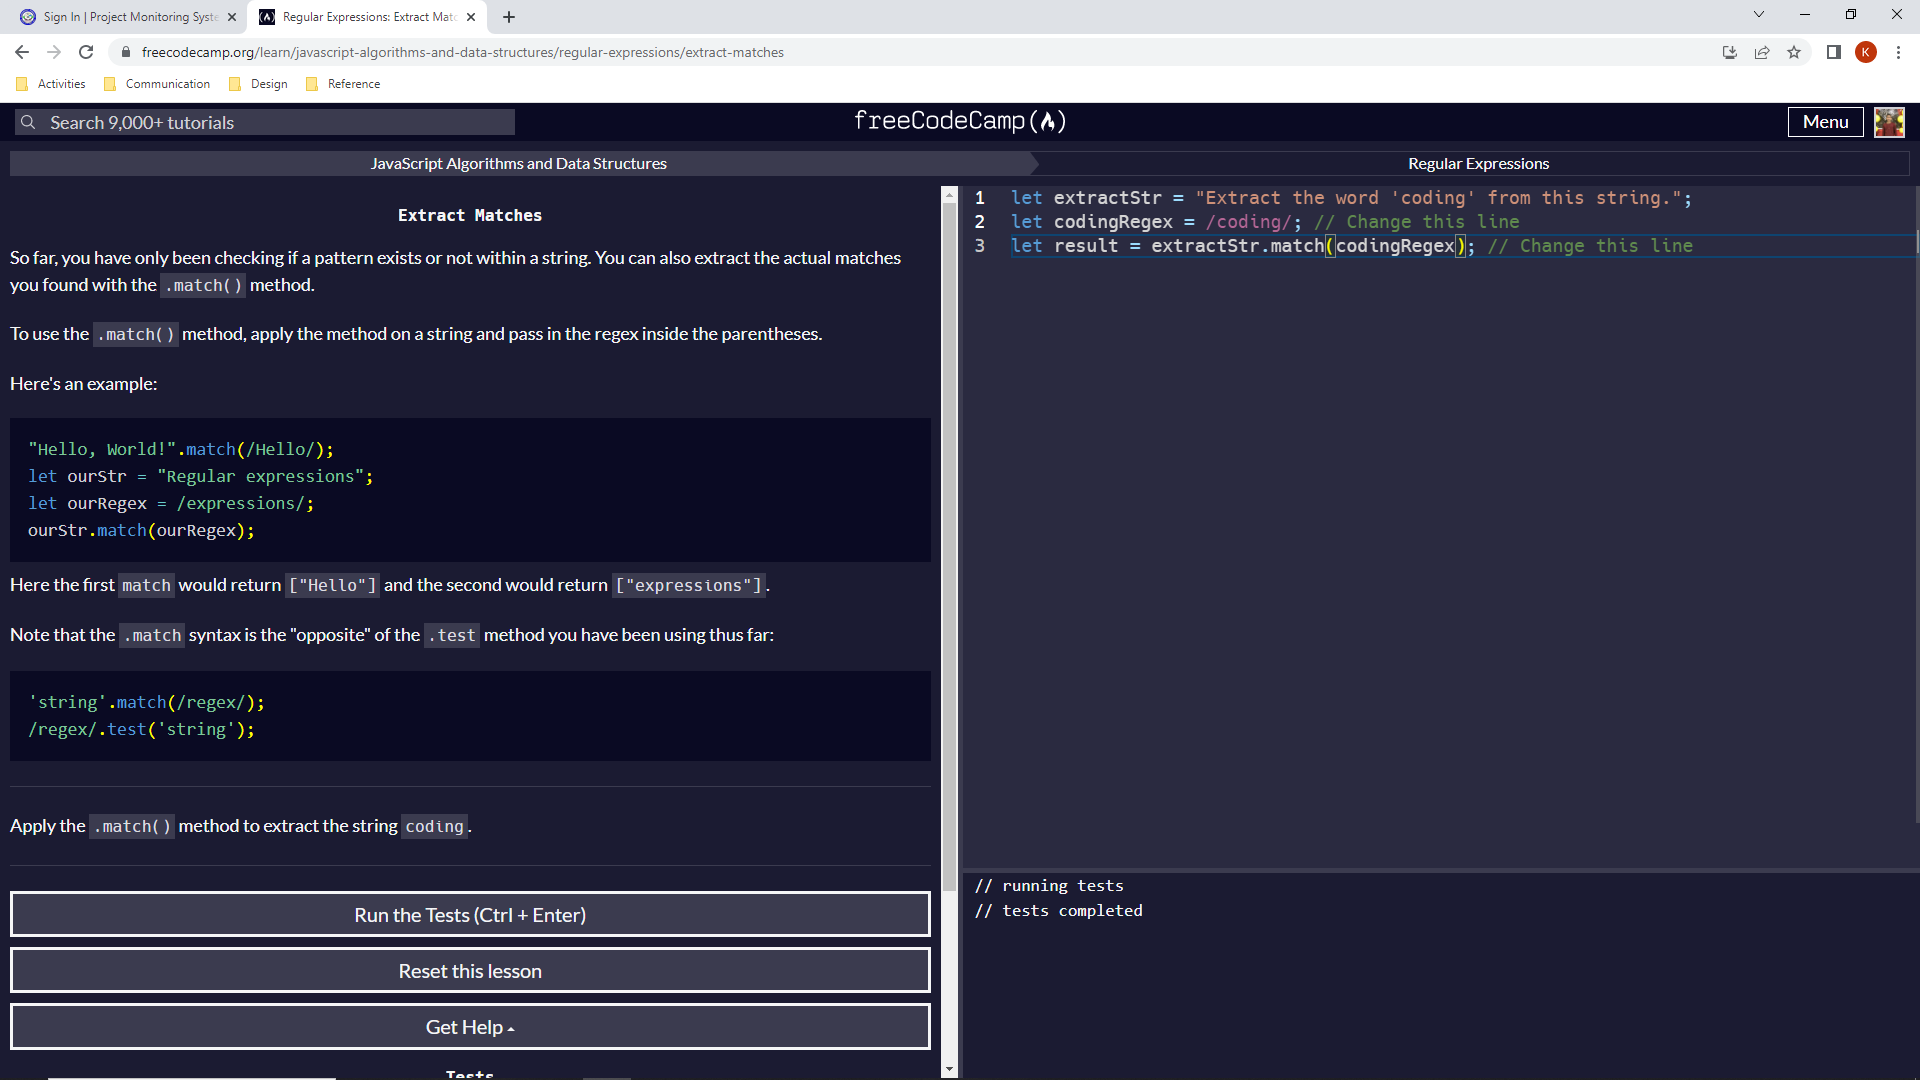 Sign In | Project Monitoring Syste
Regular Expressions: Extract Matc
freecodecamp.org/learn/javascript-algorithms-and-data-structures/regular-expressions/extract-matches
K
Activities
Communication
Design
Reference
Search 9,000+ tutorials
freeCodeCamp
Menu
JavaScript Algorithms and Data Structures
Regular Expressions
Extract Matches
So far, you have only been checking if a pattern exists or not within a string. You can also extract the actual matches
you found with the .match() method.
To use the .match() method, apply the method on a string and pass in the regex inside the parentheses.
Here's an example:
"Hello, World!".match(/Hello/);
let ourStr = "Regular expressions";
let ourRegex = /expressions/;
ourStr.match(ourRegex);
Here the first match would return ["Hello"] and the second would return ["expressions"].
Note that the .match syntax is the "opposite" of the .test method you have been using thus far:
'string'.match(/regex/);
/regex/.test('string');
Apply the .match() method to extract the string coding.
Run the Tests (Ctrl + Enter)
Reset this lesson
Get Help
Tests
1 let extractStr = "Extract the word 'coding' from this string.";
2 let codingRegex = /coding/; // Change this line
3 let result = extractStr.match(codingRegex); // Change this line
// running tests
// tests completed